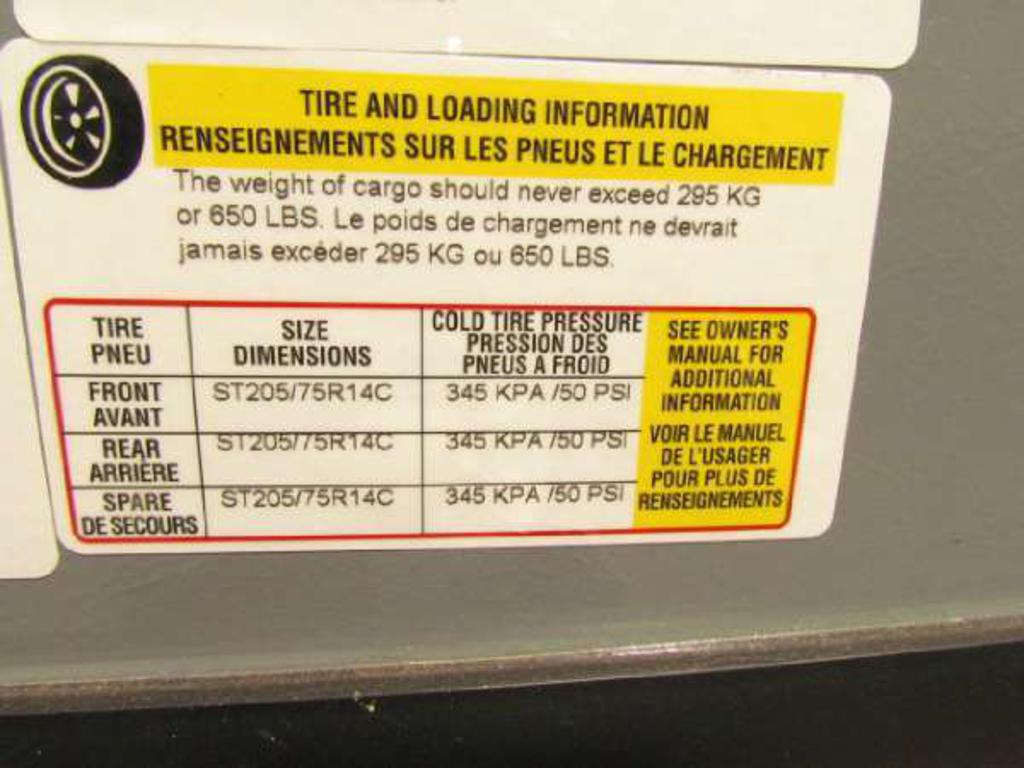 TIRE AND LOADING INFORMATION
RENSEIGNEMENTS SUR LES PNEUS ET LE CHARGEMENT
The weight of cargo should never exceed 295 KG
or 650 LBS. Le poids de chargement ne devrait
jamais excéder 295 KG ou 650 LBS.
TIRE
PNEU
SIZE
DIMENSIONS
COLD TIRE PRESSURE
PRESSION DES
PNEUS A FROID
FRONT
AVANT
ST205/75R14C
345 KPA /50 PSI
REAR
ARRIÈRE
ST205/75R14C
345 KPA /50 PSI
SPARE
DE SECOURS
ST205/75R14C
345 KPA /50 PSI
SEE OWNER'S
MANUAL FOR
ADDITIONAL
INFORMATION
VOIR LE MANUEL
DE L'USAGER
POUR PLUS DE
RENSEIGNEMENTS